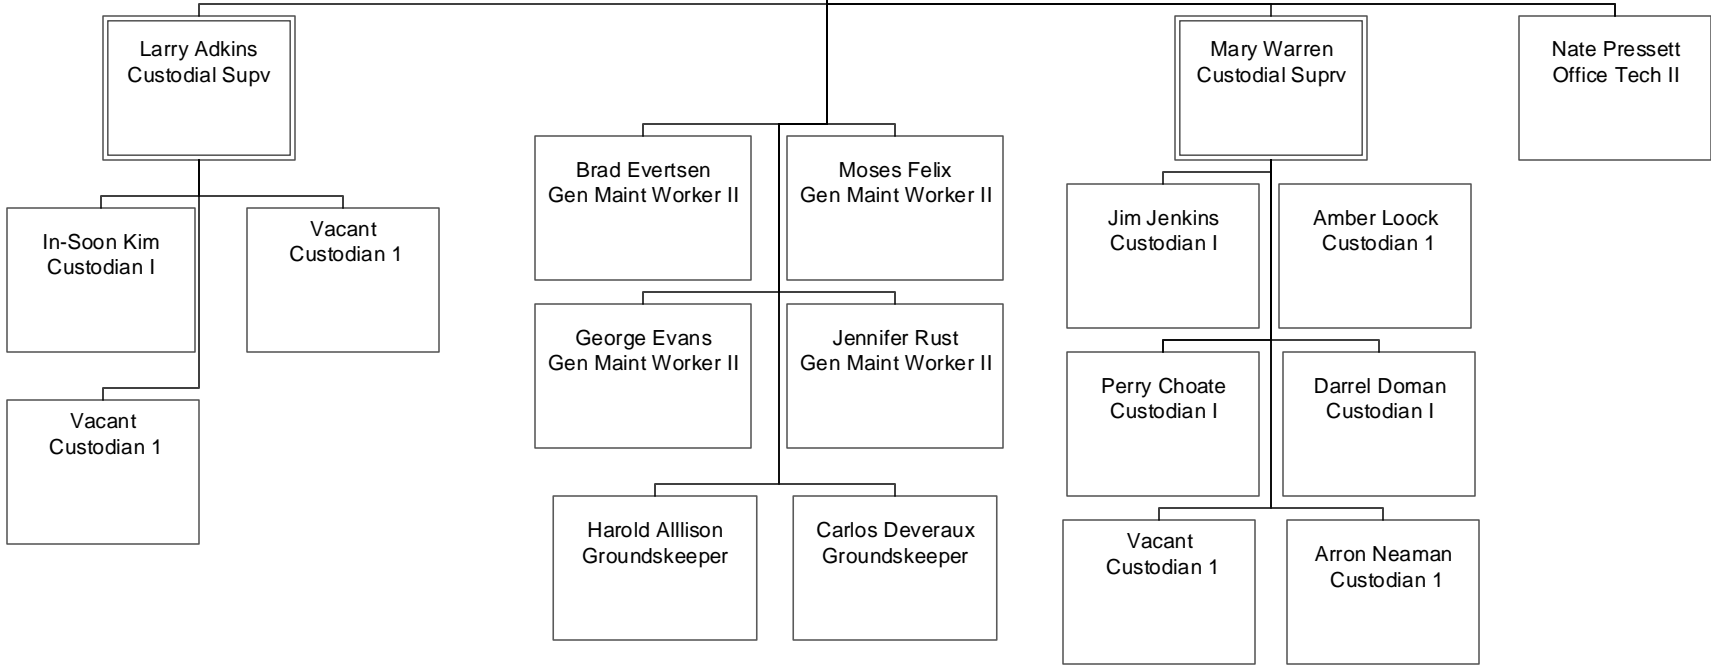 Larry Adkins
Custodial Supv
Mary Warren
Custodial Suprv
Nate Pressett
Office Tech II
Brad Evertsen
Gen Maint Worker II
Moses Felix
Gen Maint Worker II
In-Soon Kim
Custodian I
Vacant
Custodian 1
Jim Jenkins
Custodian I
Amber Loock
Custodian 1
George Evans
Gen Maint Worker II
Jennifer Rust
Gen Maint Worker II
Perry Choate
Custodian I
Darrel Doman
Custodian I
Vacant
Custodian 1
Harold Alllison
Groundskeeper
Carlos Deveraux
Groundskeeper
Vacant
Custodian 1
Arron Neaman
Custodian 1